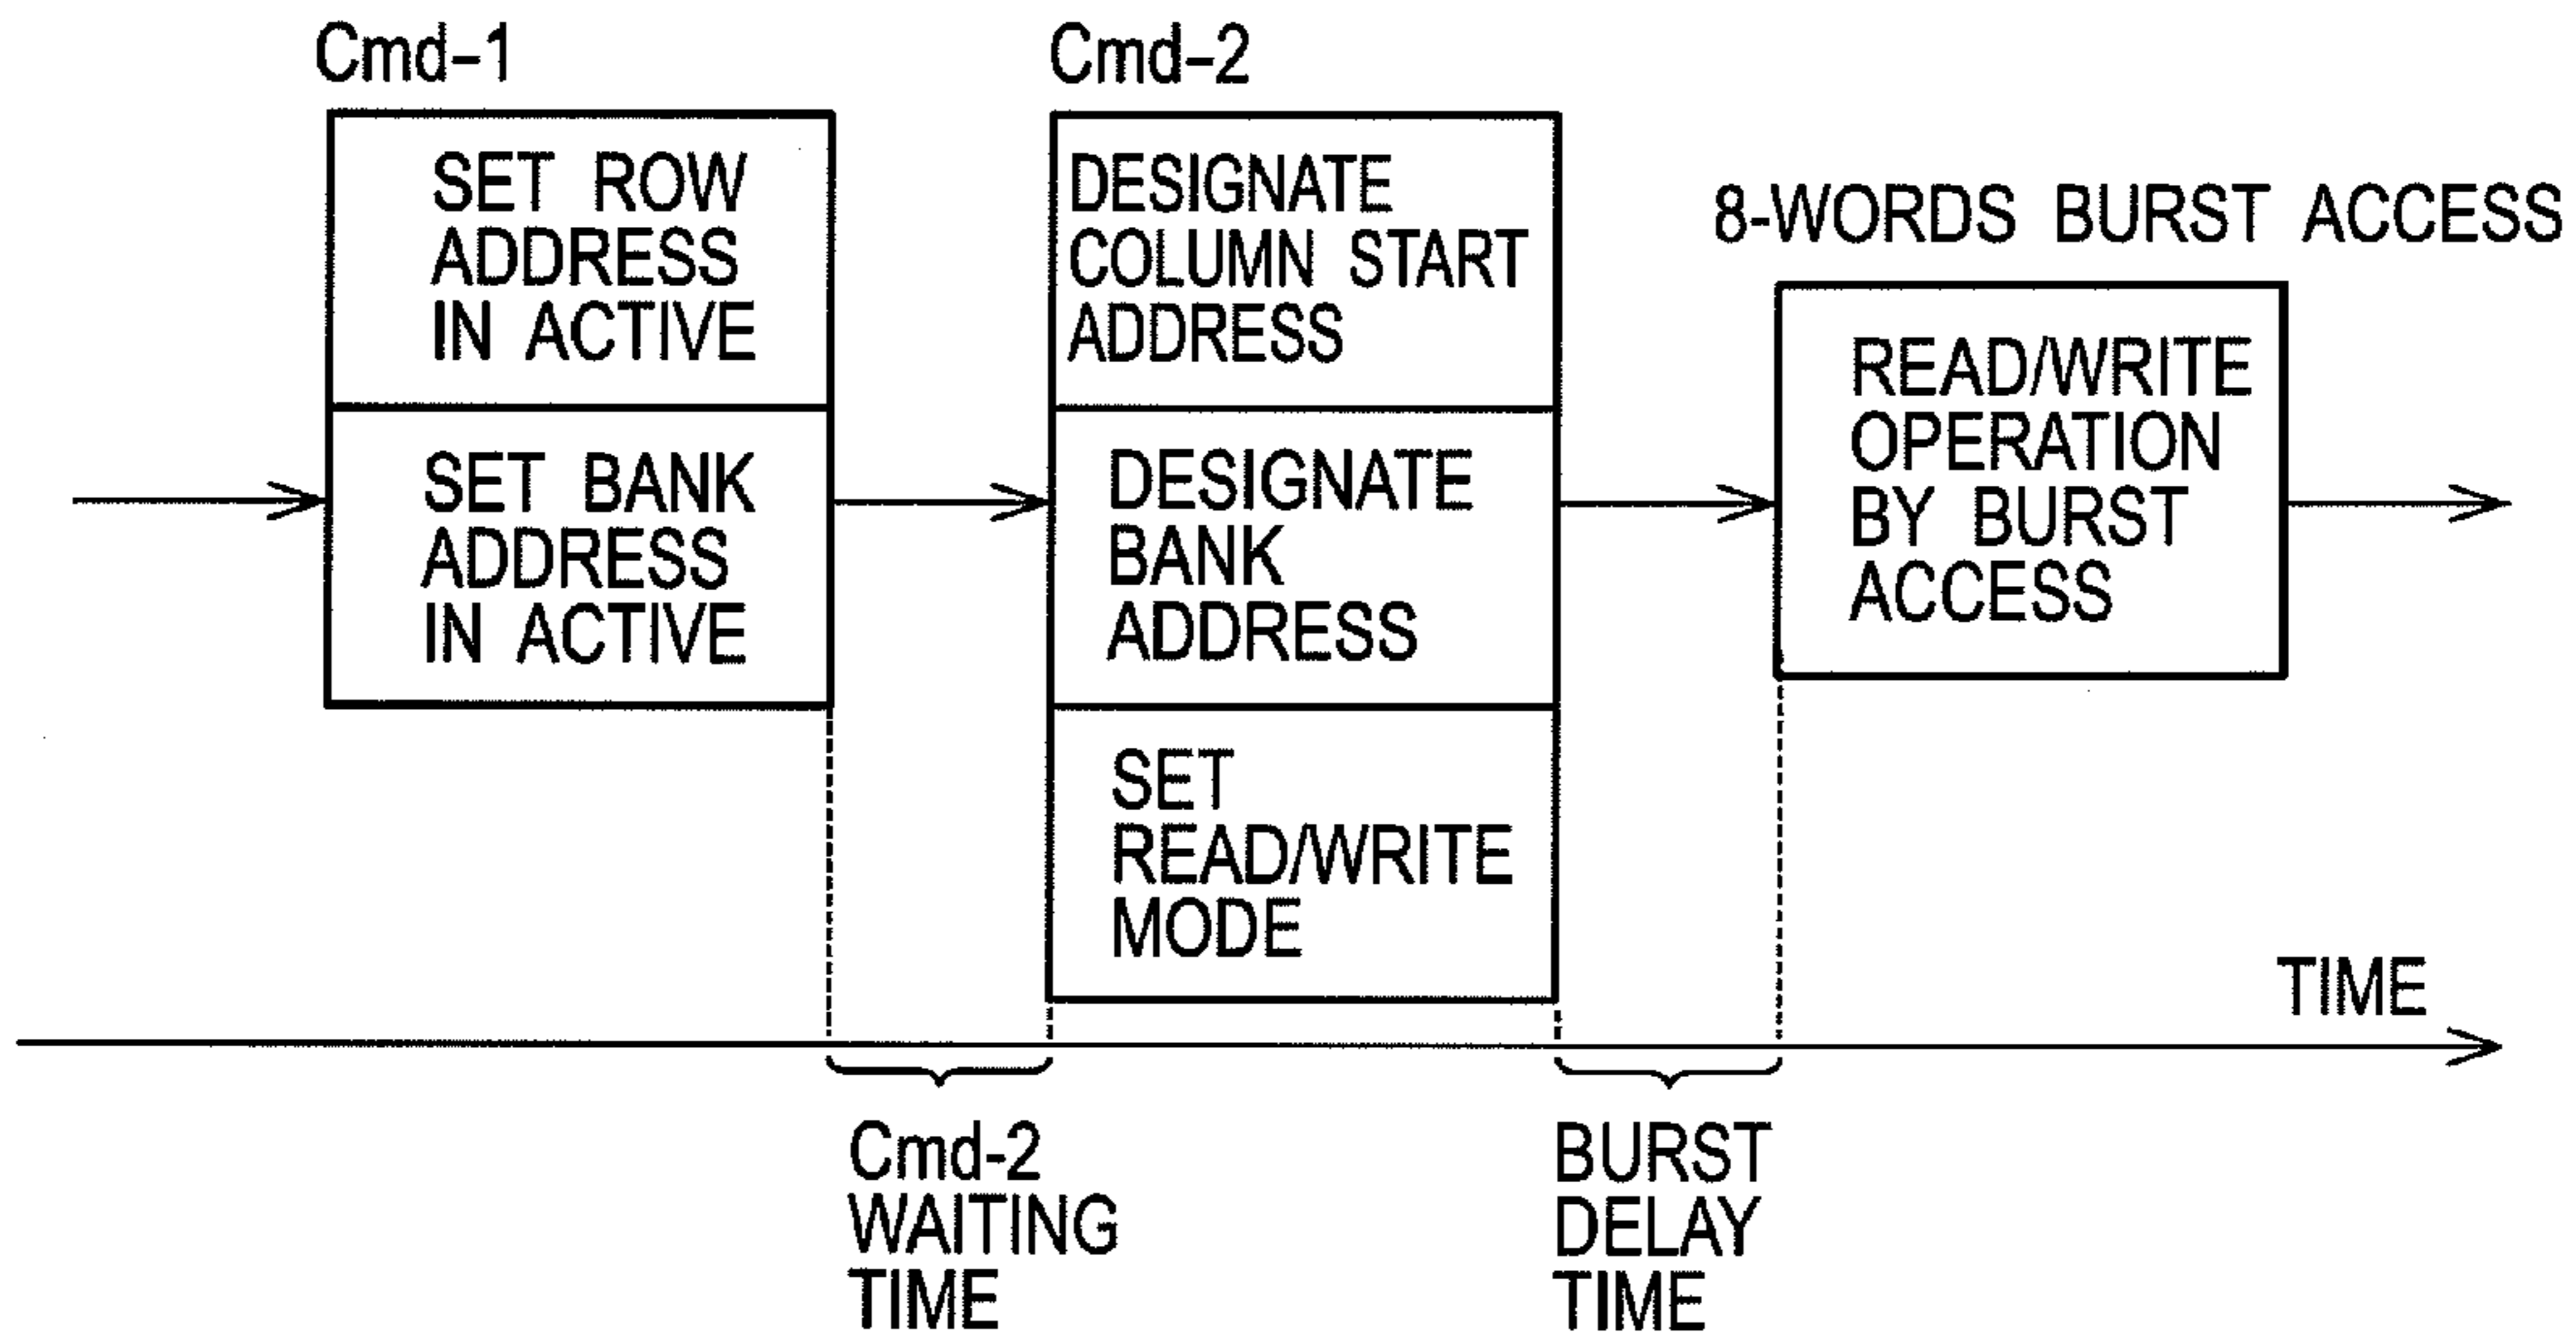 Cmd-1
SET ROW
ADDRESS
IN ACTIVE
SET BANK
ADDRESS
IN ACTIVE
Cmd-2
DESIGNATE
COLUMN START
ADDRESS
DESIGNATE
BANK
ADDRESS
SET
READ/WRITE
MODE
8-WORDS BURST ACCESS
READ/WRITE
OPERATION
BY BURST
ACCESS
TIME
Cmd-2
WAITING
TIME
BURST
DELAY
TIME